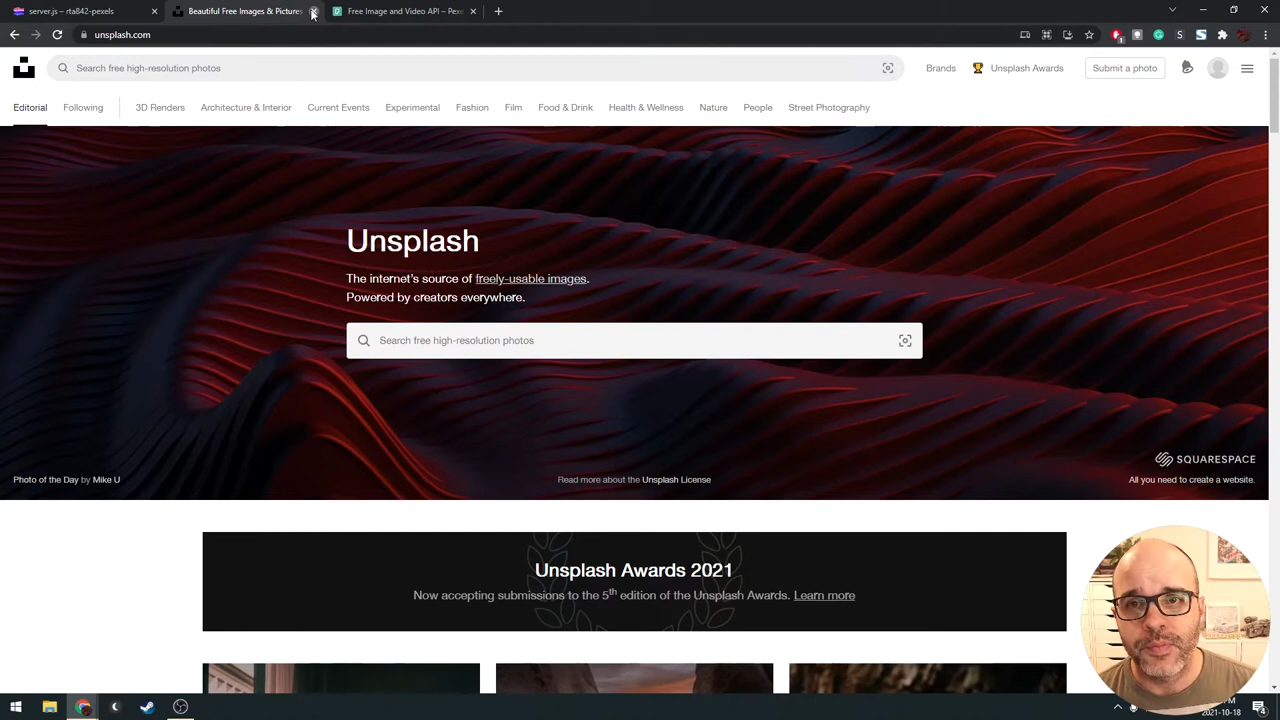 server.js – rta842-pexels
Beautiful Free Images & Pictures
Free Image and Video API – Pex
unsplash.com
Search free high-resolution photos
Brands
Unsplash Awards
Submit a photo
Editorial Following 3D Renders Architecture & Interior Current Events Experimental Fashion Film Food & Drink Health & Wellness Nature People Street Photography
Unsplash
The internet's source of freely-usable images.
Powered by creators everywhere.
Search free high-resolution photos
SQUARESPACE
Photo of the Day by Mike U
Read more about the Unsplash License
All you need to create a website.
Unsplash Awards 2021
Now accepting submissions to the 5th edition of the Unsplash Awards. Learn more
2021-10-18
4